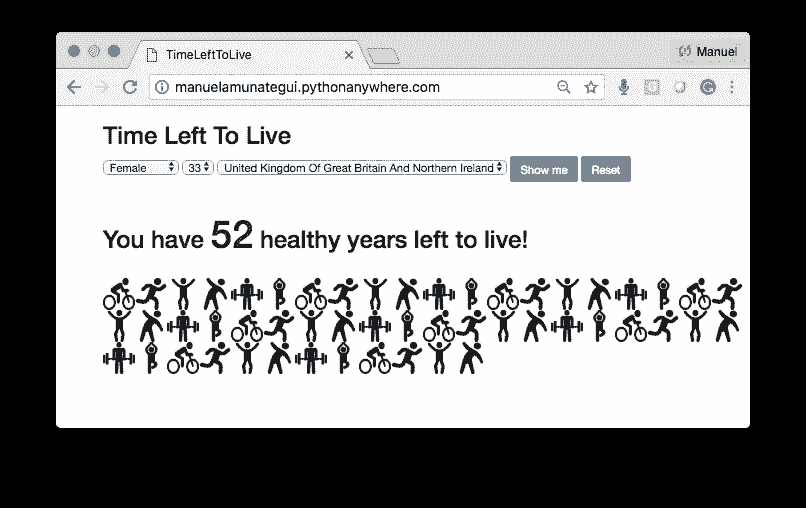 TimeLeftToLive
Manuel
manuelamunategui.pythonanywhere.com
Time Left To Live
Female 33 United Kingdom Of Great Britain And Northern Ireland Show me Reset
You have 52 healthy years left to live!